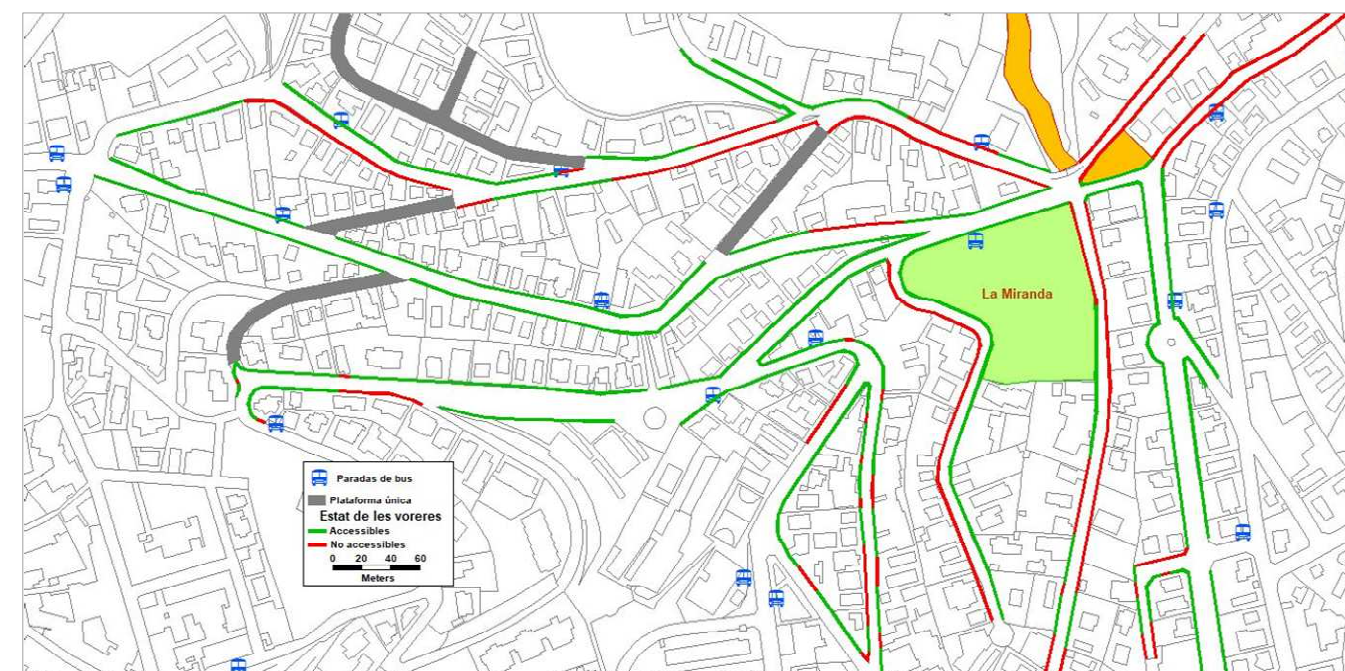 La Miranda
Paradas de bus
Plataforma única
Estat de les voreres
Accessibles
No accessibles
0 20 40 60
Meters